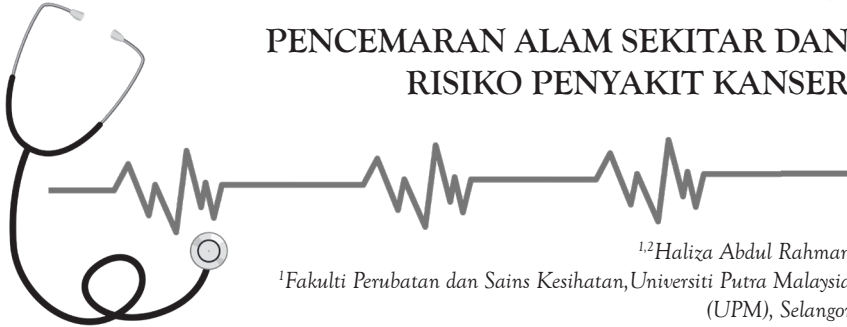 PENCEMARAN ALAM SEKITAR DAN
RISIKO PENYAKIT KANSER
1,2Haliza Abdul Rahman
1Fakulti Perubatan dan Sains Kesihatan,Universiti Putra Malaysia
(UPM), Selangor